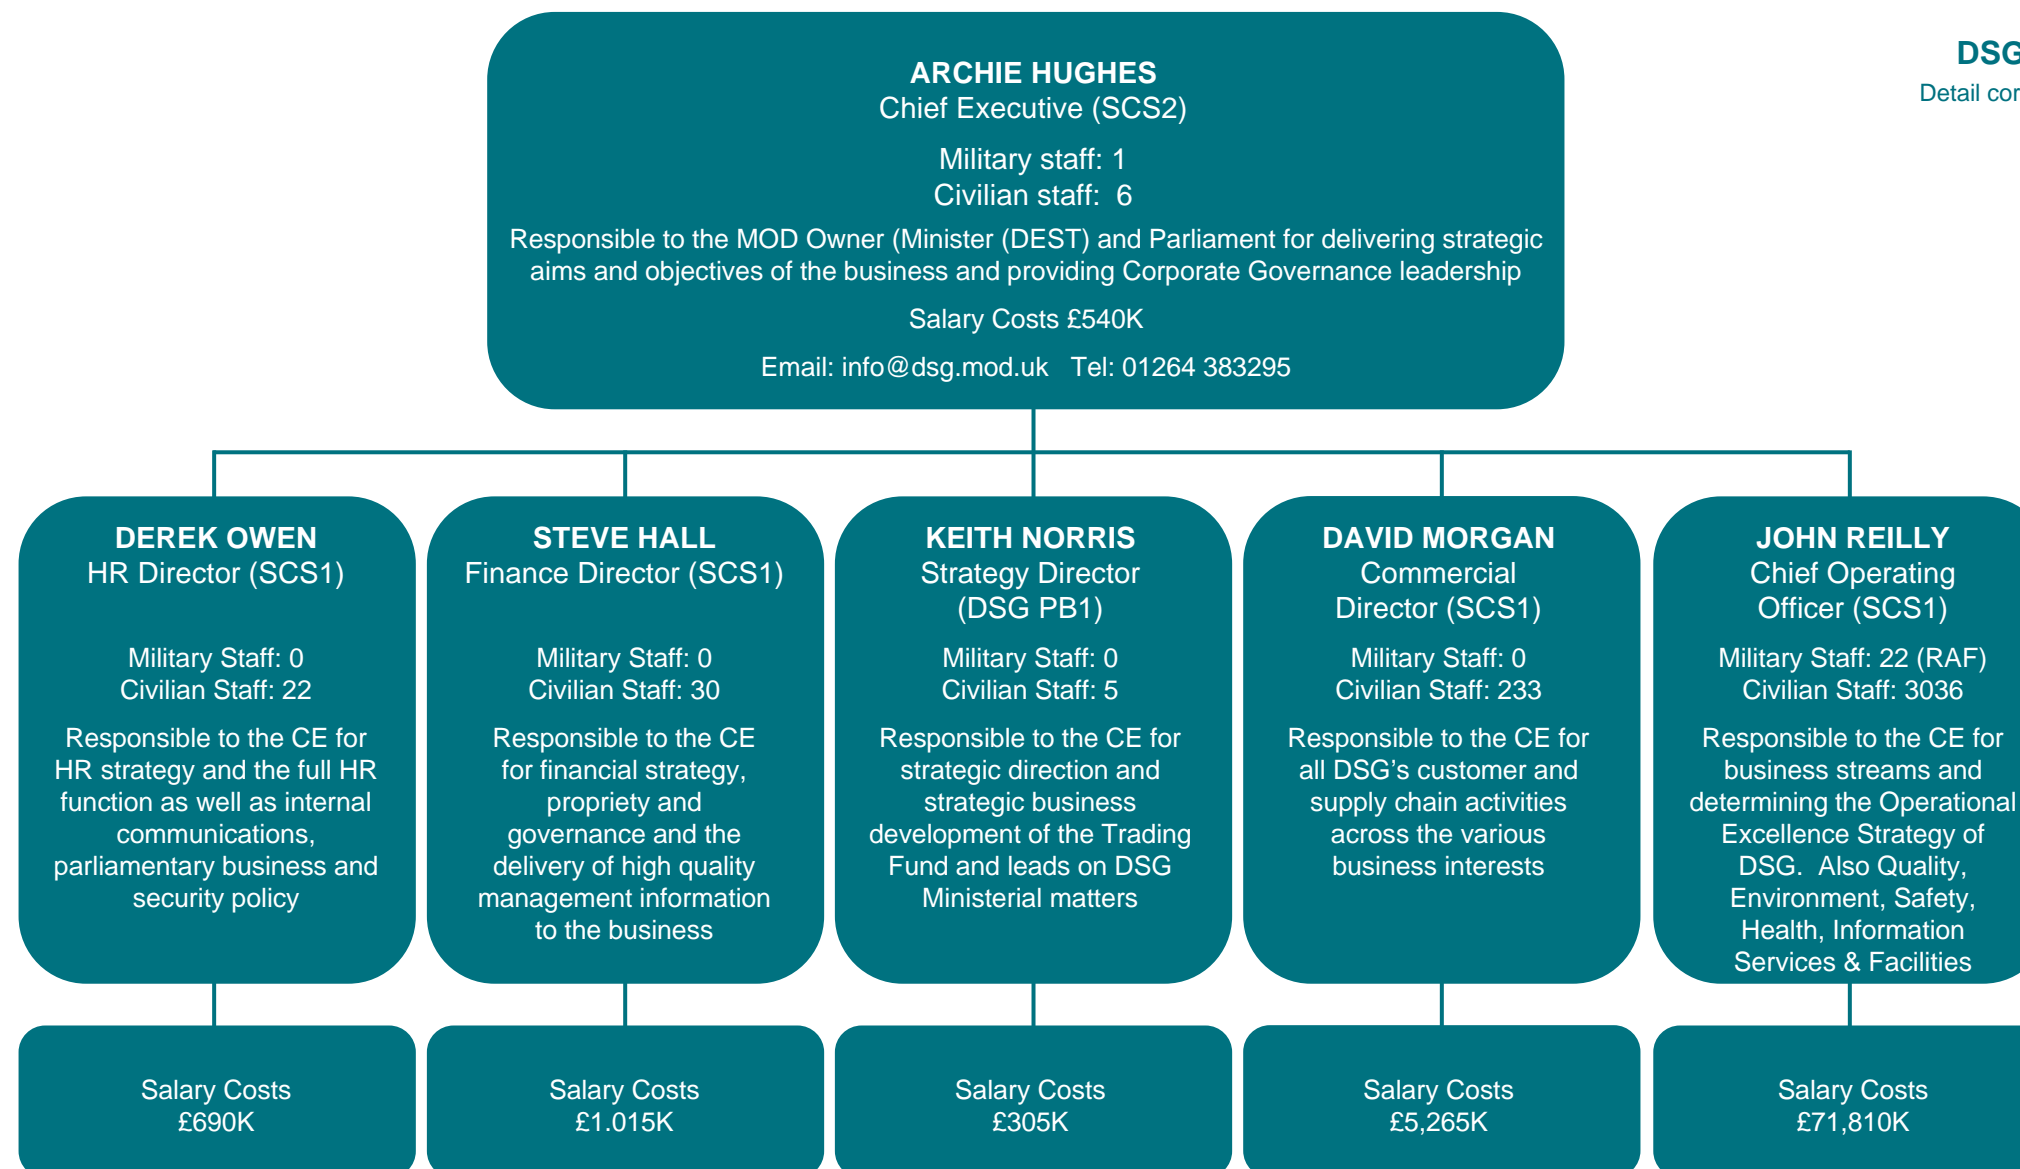 DSG
Detail cor
ARCHIE HUGHES
Chief Executive (SCS2)
Military staff: 1
Civilian staff:  6
Responsible to the MOD Owner (Minister (DEST) and Parliament for delivering strategic
aims and objectives of the business and providing Corporate Governance leadership
Salary Costs £540K
Email: info@dsg.mod.uk   Tel: 01264 383295
DEREK OWEN
HR Director (SCS1)
Military Staff: 0
Civilian Staff: 22
Responsible to the CE for
HR strategy and the full HR
function as well as internal
communications,
parliamentary business and
security policy
Salary Costs
£690K
STEVE HALL
Finance Director (SCS1)
Military Staff: 0
Civilian Staff: 30
Responsible to the CE
for financial strategy,
propriety and
governance and the
delivery of high quality
management information
to the business
Salary Costs
£1.015K
KEITH NORRIS
Strategy Director
(DSG PB1)
Military Staff: 0
Civilian Staff: 5
Responsible to the CE for
strategic direction and
strategic business
development of the Trading
Fund and leads on DSG
Ministerial matters
Salary Costs
£305K
DAVID MORGAN
Commercial
Director (SCS1)
Military Staff: 0
Civilian Staff: 233
Responsible to the CE for
all DSG’s customer and
supply chain activities
across the various
business interests
Salary Costs
£5,265K
JOHN REILLY
Chief Operating
Officer (SCS1)
Military Staff: 22 (RAF)
Civilian Staff: 3036
Responsible to the CE for
business streams and
determining the Operational
Excellence Strategy of
DSG.  Also Quality,
Environment, Safety,
Health, Information
Services & Facilities
Salary Costs
£71,810K